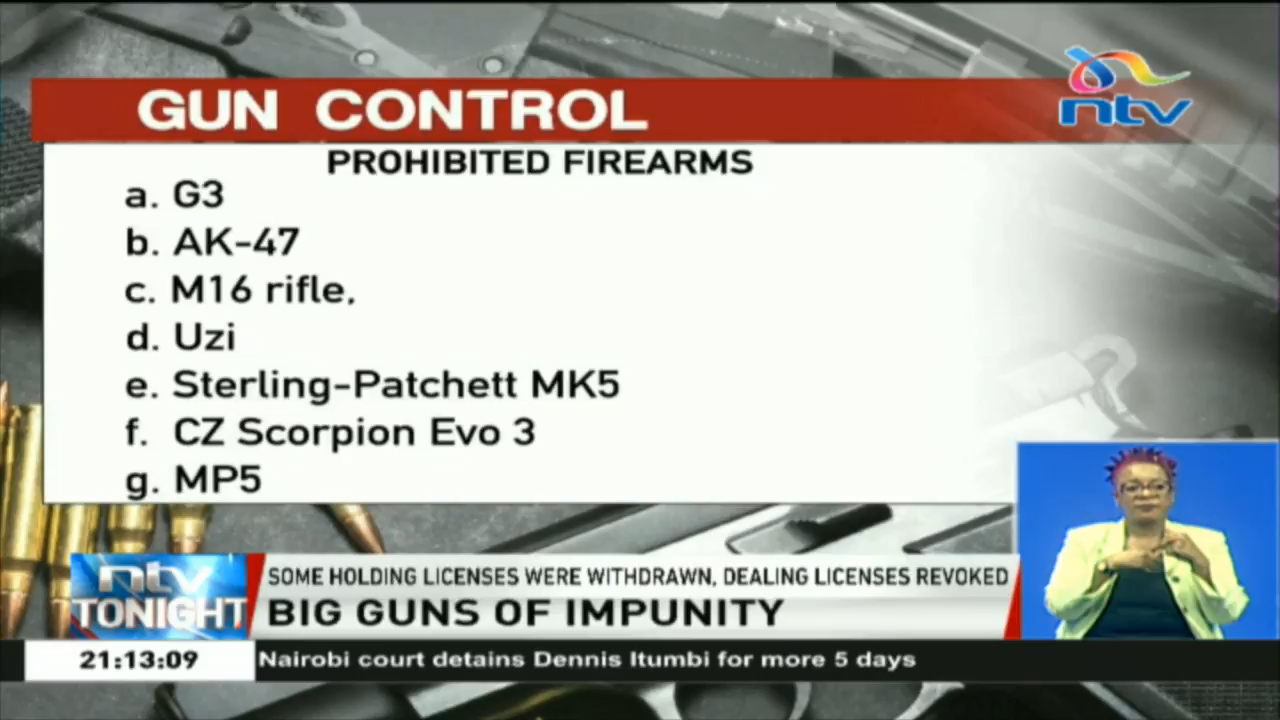 GUN CONTROL
ntv
PROHIBITED FIREARMS
a. G3
b. AK-47
c. M16 rifle.
d. Uzi
e. Sterling-Patchett MK5
f. CZ Scorpion Evo 3
g. MP5
ntv
TONIGHT
SOME HOLDING LICENSES WERE WITHDRAWN, DEALING LICENSES REVOKED
BIG GUNS OF IMPUNITY
21:13:09
Nairobi court detains Dennis Itumbi for more 5 days